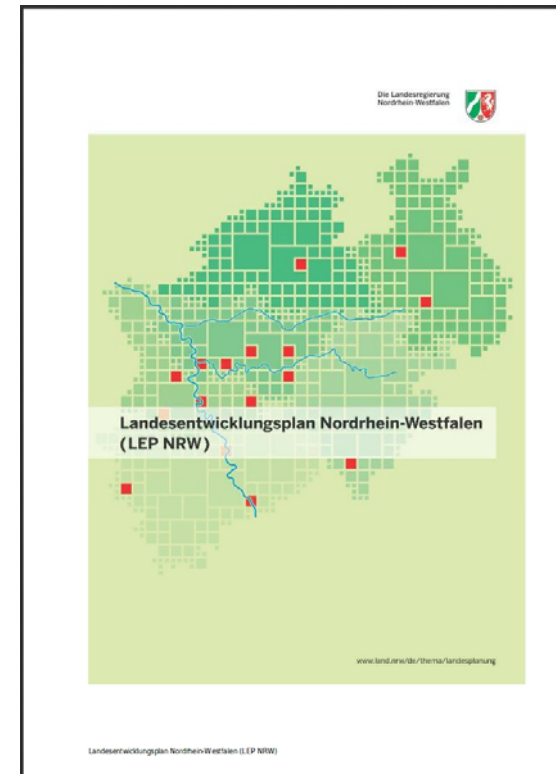 Die Landesregierung
Nordrhein-Westfalen
Landesentwicklungsplan Nordrhein-Westfalen
(LEP NRW)
www.land.nrw/de/thema/landesplanung
Landesentwicklungsplan Nordrhein-Westfalen (LEP NRW)